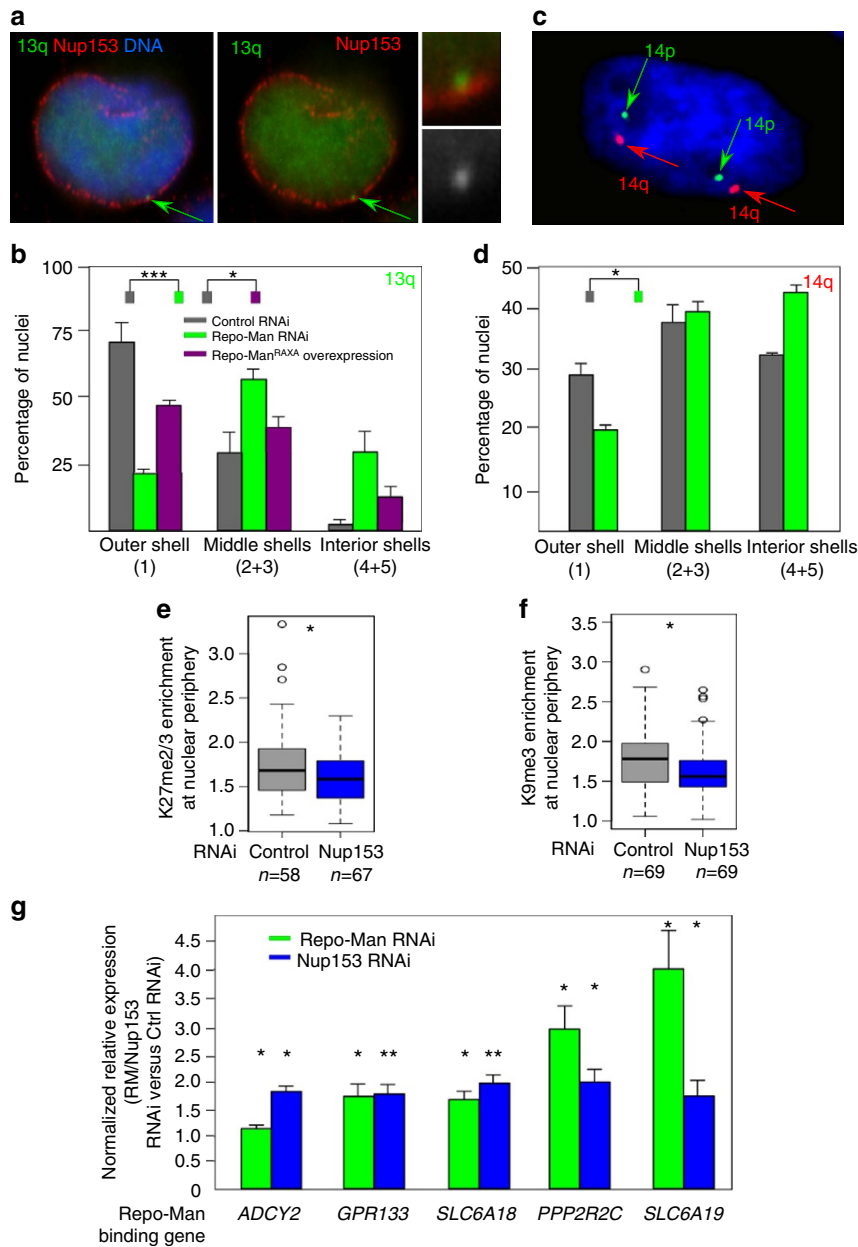 a
13q Nup153 DNA
13q
Nup153
c
14p
14p
14q
14q
b
13q
***
*
Control RNAi
Repo-Man RNAi
Repo-ManRAXA overexpression
Percentage of nuclei
100
75
50
25
Outer shell
(1)
Middle shells
(2+3)
Interior shells
(4+5)
d
14q
*
Percentage of nuclei
50
40
30
20
10
Outer shell
(1)
Middle shells
(2+3)
Interior shells
(4+5)
e
*
K27me2/3 enrichment
at nuclear periphery
3.0
2.5
2.0
1.5
1.0
RNAi Control Nup153
n=58 n=67
f
*
K9me3 enrichment
at nuclear periphery
3.5
3.0
2.5
2.0
1.5
1.0
RNAi Control Nup153
n=69 n=69
g
Normalized relative expression
(RM/Nup153
RNAi versus Ctrl RNAi)
4.5
4.0
3.5
3.0
2.5
2.0
1.5
1.0
0.5
0
Repo-Man RNAi
Nup153 RNAi
* *
* **
* **
* *
* *
Repo-Man
binding gene
ADCY2 GPR133 SLC6A18 PPP2R2C SLC6A19